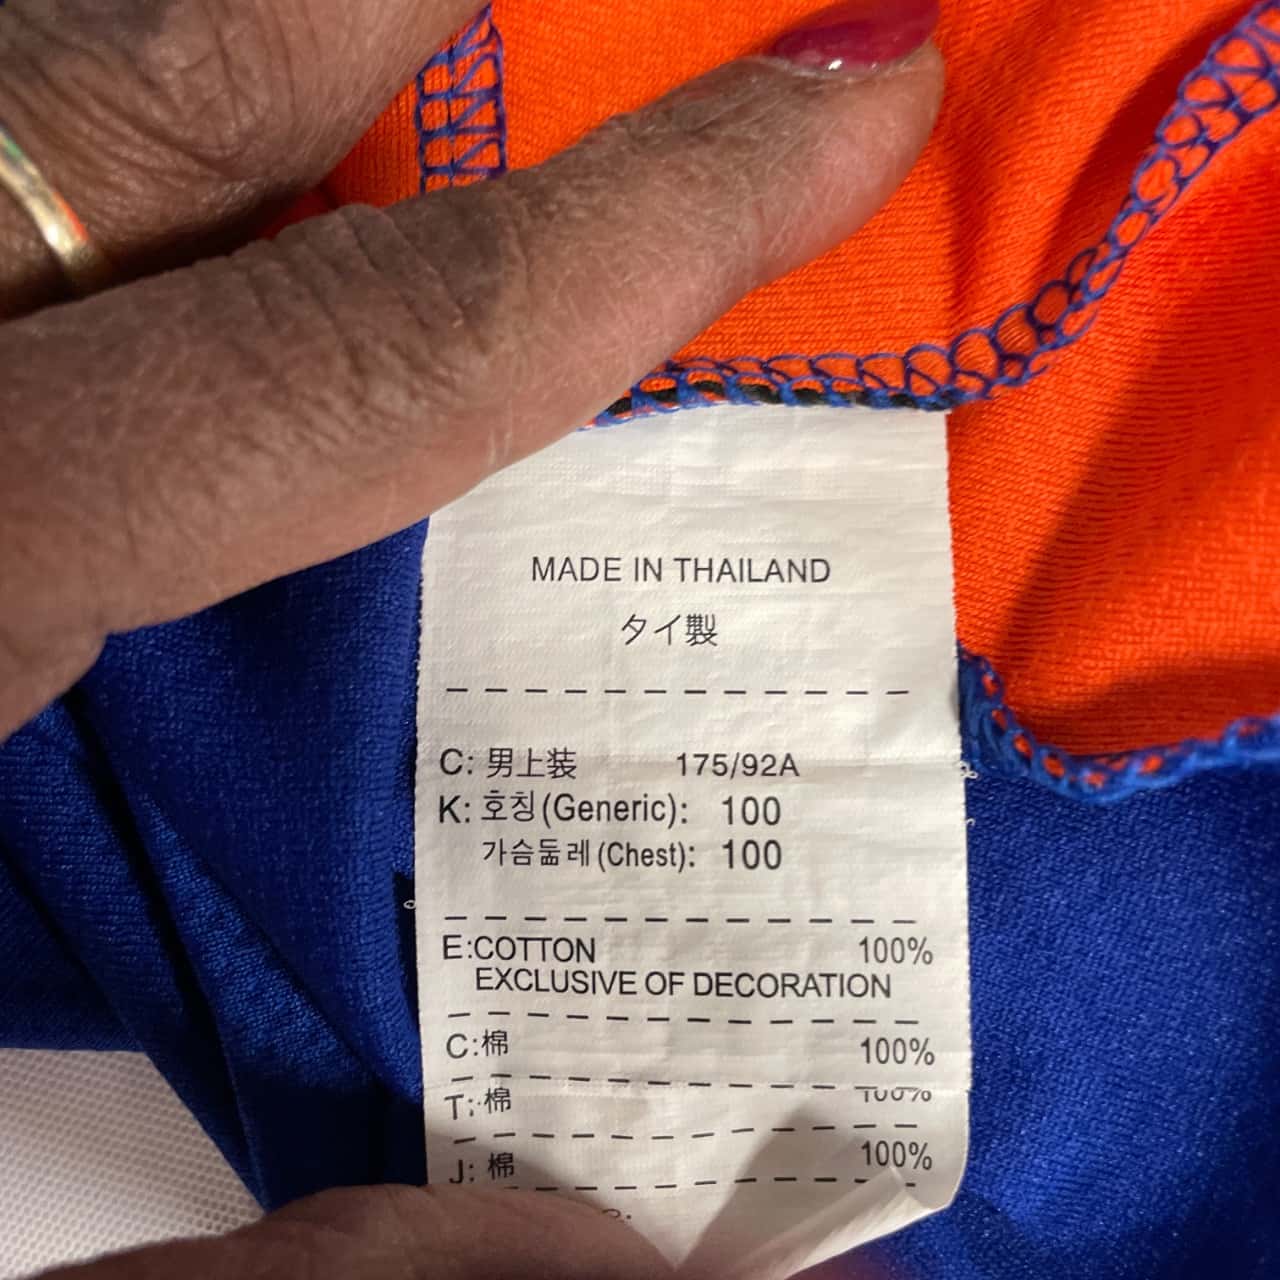 MADE IN THAILAND
タイ製
C: 男上装 175/92A
K: 호칭 (Generic): 100
가슴둘레 (Chest): 100
E:COTTON 100%
EXCLUSIVE OF DECORATION
C:棉 100%
T: 棉 100%
J: 棉 100%